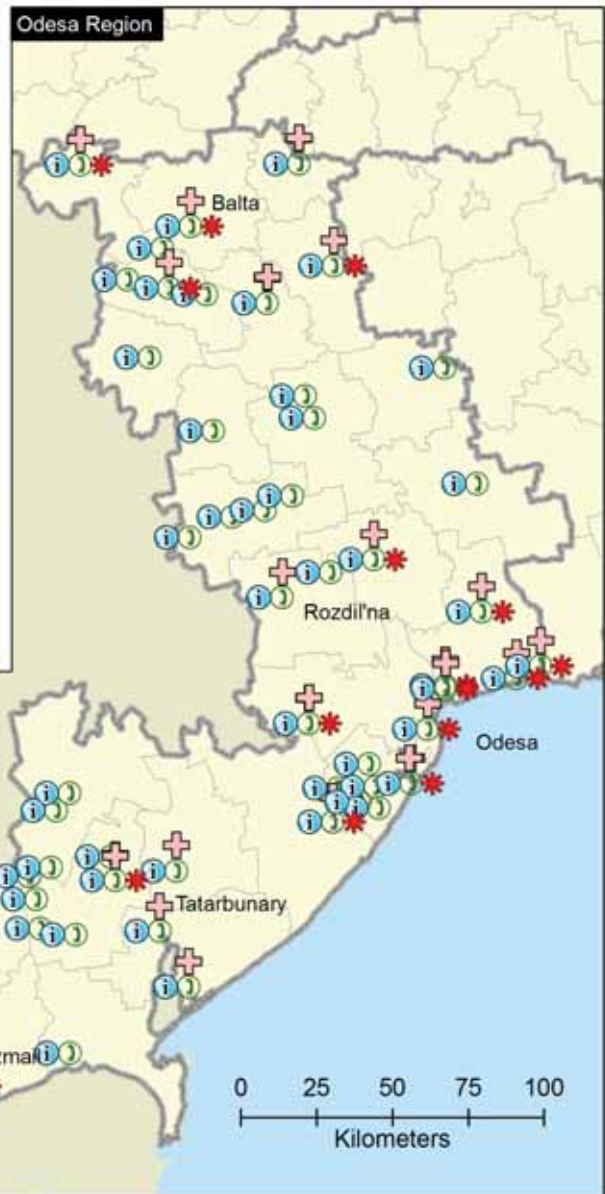 Odesa Region
Balta
Rozdil'na
Odesa
Tatarbunary
0 25 50 75 100
Kilometers